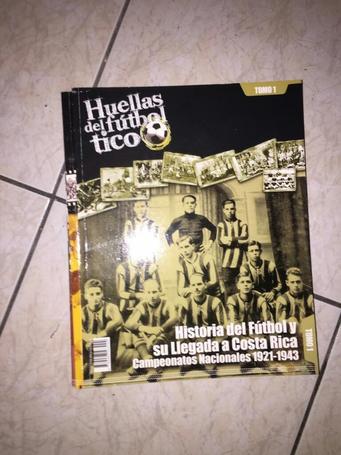 TOMO 1
Huellas
del fútbol
tico
Historia del Fútbol y
su Llegada a Costa Rica
Campeonatos Nacionales 1921-1943
TOMO 1